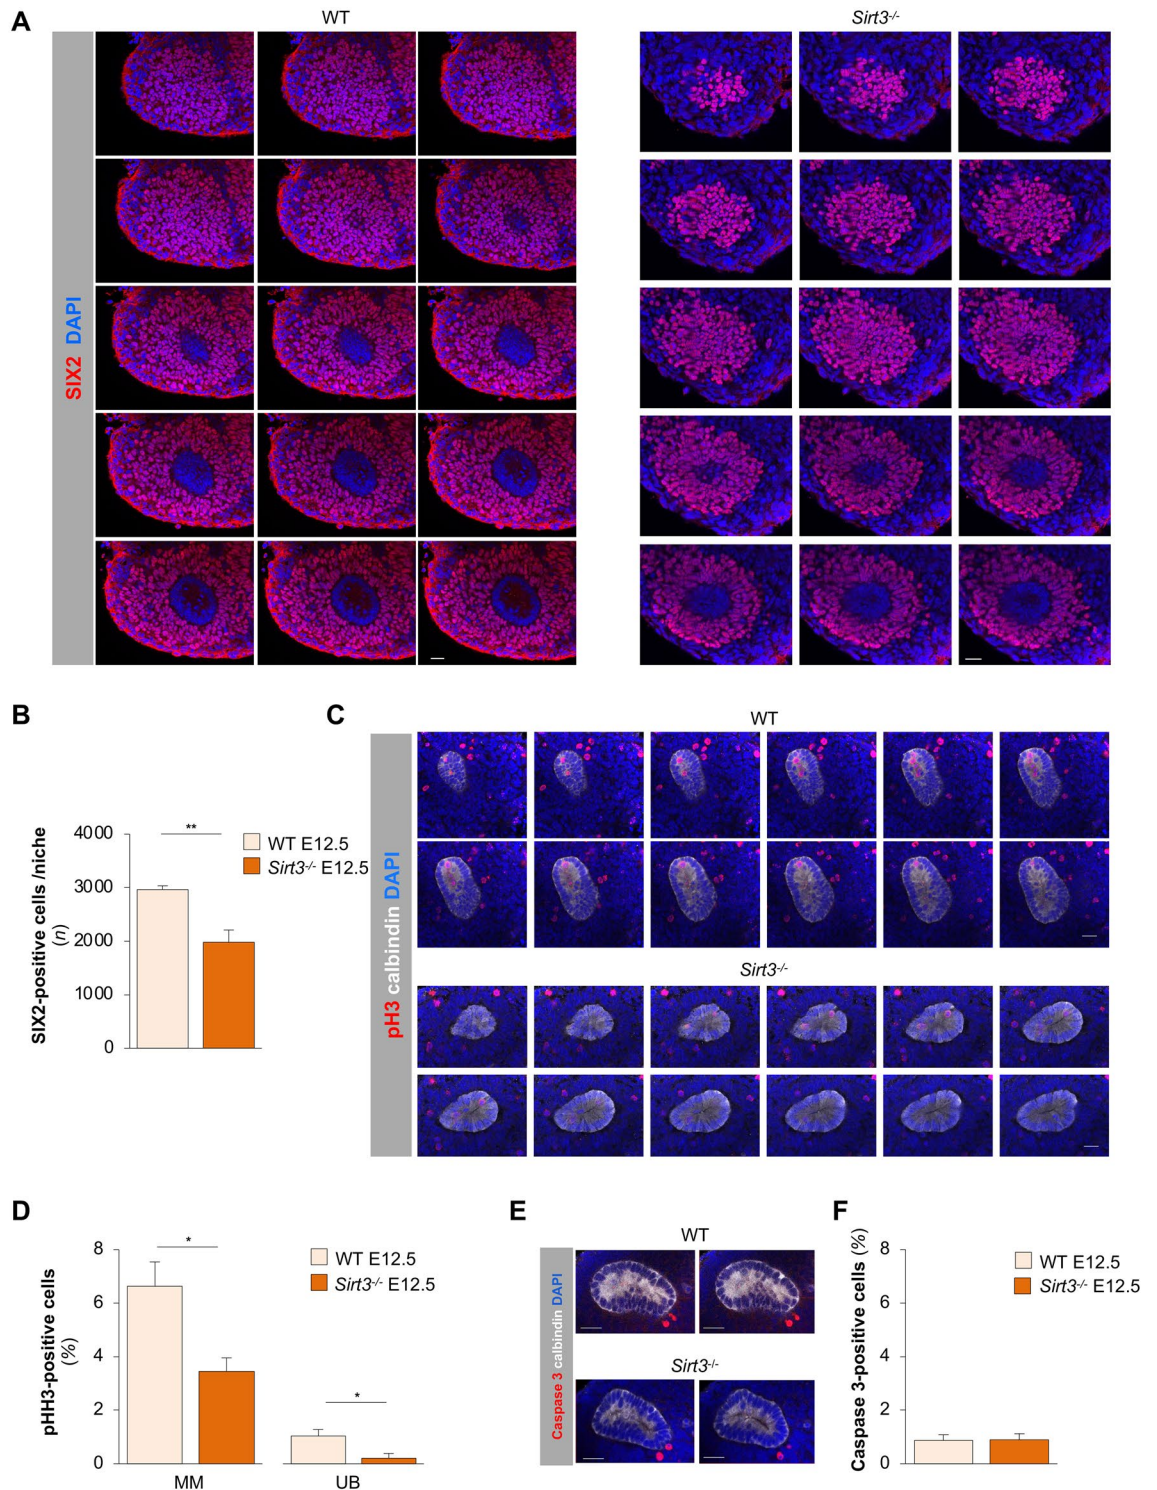 A
WT
Sirt3-/-
SIX2 DAPI
B
SIX2-positive cells /niche
(n)
4000
3000
2000
1000
0
**
WT E12.5
Sirt3-/- E12.5
C
WT
pH3 calbindin DAPI
Sirt3-/-
D
pHH3-positive cells
(%)
8
6
4
2
0
*
*
MM
UB
WT E12.5
Sirt3-/- E12.5
E
WT
Caspase 3 calbindin DAPI
Sirt3-/-
F
Caspase 3-positive cells (%)
8
6
4
2
0
WT E12.5
Sirt3-/- E12.5